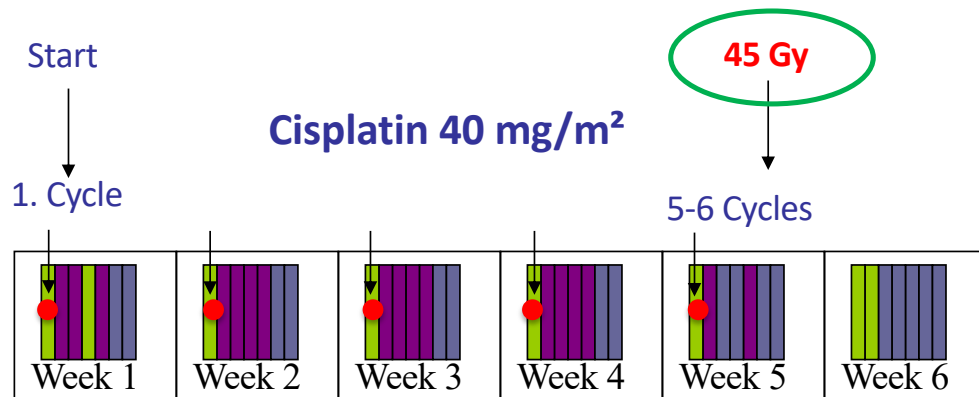 Start
45 Gy
Cisplatin 40 mg/m²
1. Cycle
5-6 Cycles
Week 1 Week 2 Week 3 Week 4 Week 5 Week 6